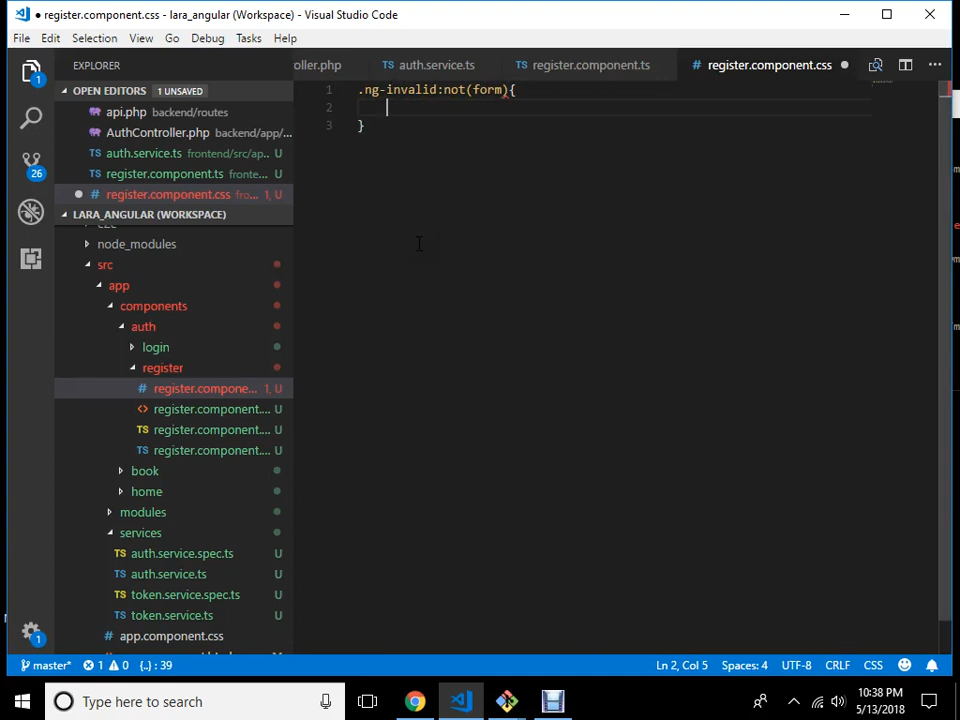 ● register.component.css - lara_angular (Workspace) - Visual Studio Code
File Edit Selection View Go Debug Tasks Help
EXPLORER
oller.php TS auth.service.ts TS register.component.ts # register.component.css ●
OPEN EDITORS 1 UNSAVED
api.php backend/routes
AuthController.php backend/app/...
TS auth.service.ts frontend/src/ap... U
TS register.component.ts fronte... U
● # register.component.css fro... 1, U
LARA_ANGULAR (WORKSPACE)
e2e
node_modules
src
app
components
auth
login
register
# register.compone... 1, U
<> register.component.... U
TS register.component.... U
TS register.component.... U
book
home
modules
services
TS auth.service.spec.ts U
TS auth.service.ts U
TS token.service.spec.ts U
TS token.service.ts U
# app.component.css
1 .ng-invalid:not(form){
2
3 }
1
26
1
master* 1 0 {..} : 39 Ln 2, Col 5 Spaces: 4 UTF-8 CRLF CSS
Type here to search
10:38 PM
5/13/2018